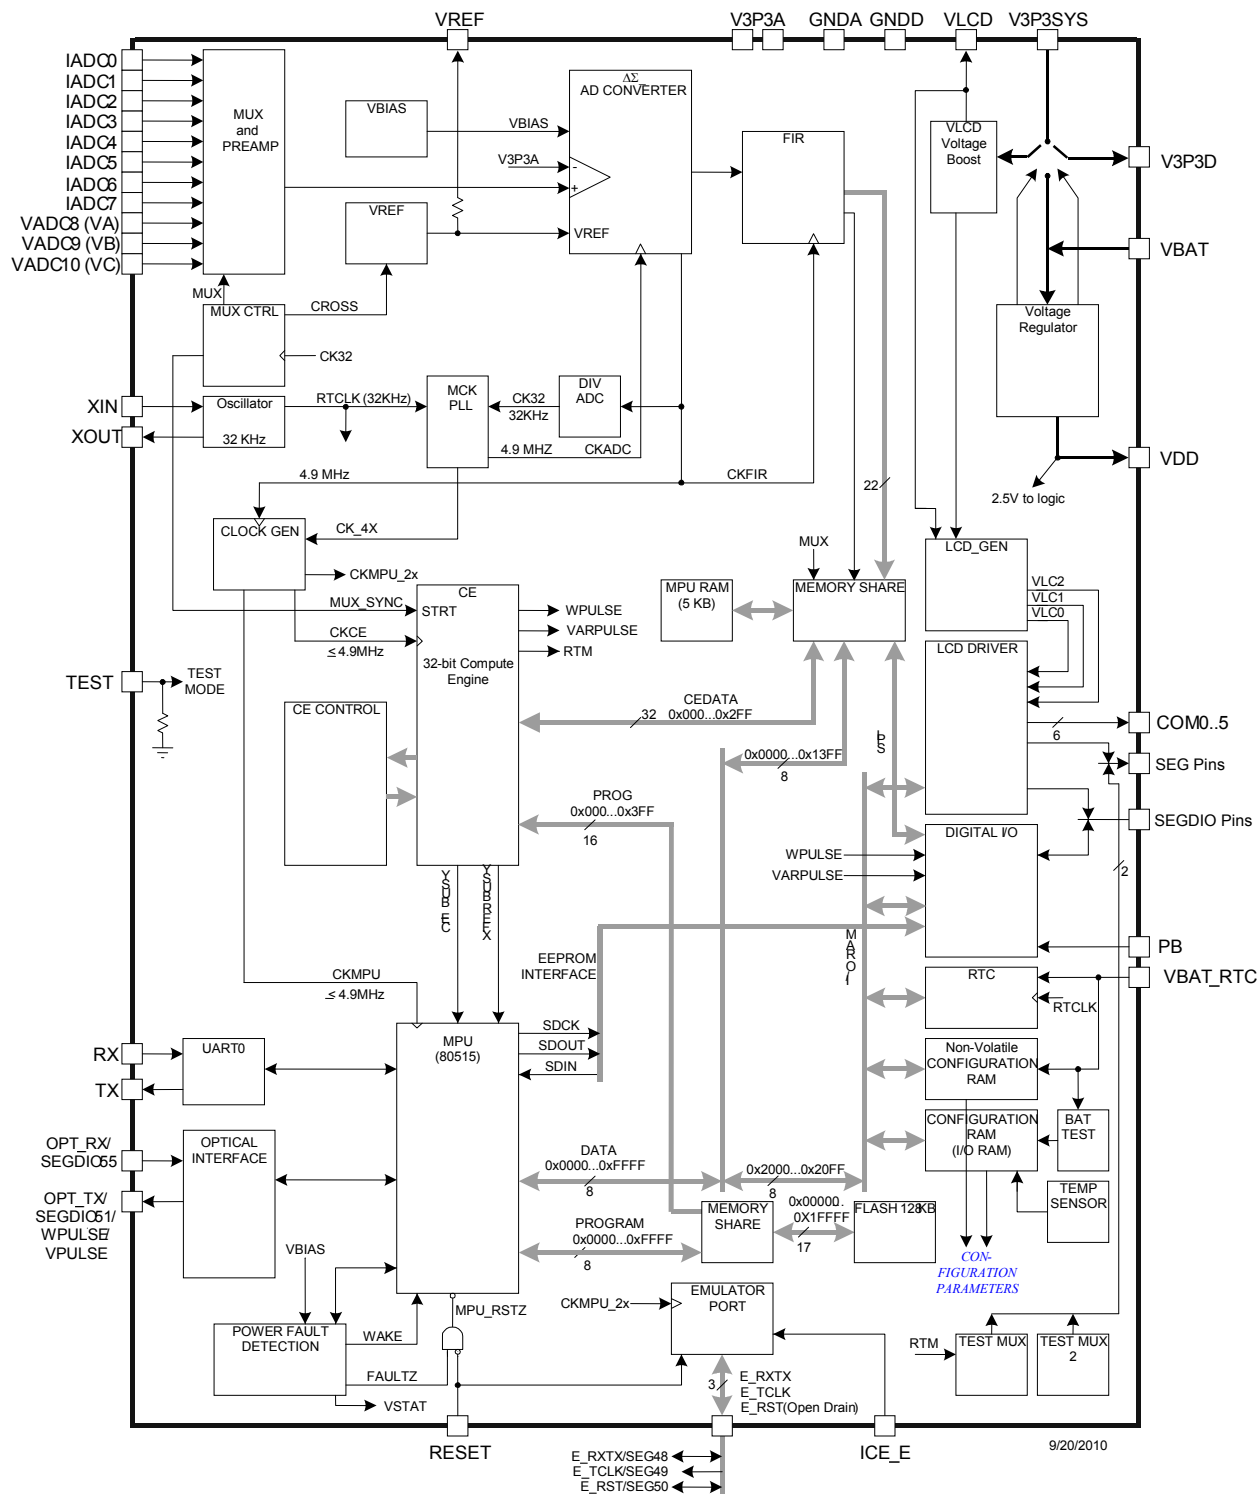 VREF
V3P3A
GNDA
GNDD
VLCD
V3P3SYS
IADC0
IADC1
IADC2
IADC3
IADC4
IADC5
IADC6
IADC7
VADC8 (VA)
VADC9 (VB)
VADC10 (VC)
MUX
and
PREAMP
VBIAS
VBIAS
V3P3A
-
+
VREF
VREF
ΔΣ
AD CONVERTER
FIR
VLCD
Voltage
Boost
V3P3D
VBAT
Voltage
Regulator
VDD
2.5V to logic
MUX
MUX CTRL
CROSS
CK32
XIN
XOUT
Oscillator
32 KHz
RTCLK (32KHz)
MCK
PLL
CK32
32KHz
DIV
ADC
4.9 MHZ
CKADC
4.9 MHz
CKFIR
22
CLOCK GEN
CK_4X
CKMPU_2x
MUX_SYNC
CKCE
≤ 4.9MHz
CE
STRT
32-bit Compute
Engine
WPULSE
VARPULSE
RTM
MUX
MPU RAM
(5 KB)
MEMORY SHARE
LCD_GEN
VLC2
VLC1
VLC0
LCD DRIVER
TEST
TEST
MODE
CE CONTROL
CEDATA
32
0x000...0x2FF
0x0000...0x13FF
8
PROG
0x000...0x3FF
16
COM0..5
6
SEG Pins
SEGDIO Pins
2
DIGITAL I/O
WPULSE
VARPULSE
PB
VBAT_RTC
RTC
RTCLK
EEPROM
INTERFACE
CKMPU
≤ 4.9MHz
MPU
(80515)
SDCK
SDOUT
SDIN
RX
TX
UART0
OPT_RX/
SEGDIO55
OPT_TX/
SEGDIO51/
WPULSE/
VPULSE
OPTICAL
INTERFACE
Non-Volatile
CONFIGURATION
RAM
CONFIGURATION
RAM
(I/O RAM)
BAT
TEST
TEMP
SENSOR
DATA
0x0000...0xFFFF
8
0x2000...0x20FF
8
PROGRAM
0x0000...0xFFFF
8
MEMORY
SHARE
0x00000...
0X1FFFF
17
FLASH 128KB
CON-
FIGURATION
PARAMETERS
VBIAS
POWER FAULT
DETECTION
WAKE
FAULTZ
VSTAT
MPU_RSTZ
CKMPU_2x
EMULATOR
PORT
3
E_RXTX
E_TCLK
E_RST(Open Drain)
RTM
TEST MUX
TEST MUX
2
RESET
ICE_E
9/20/2010
E_RXTX/SEG48
E_TCLK/SEG49
E_RST/SEG50